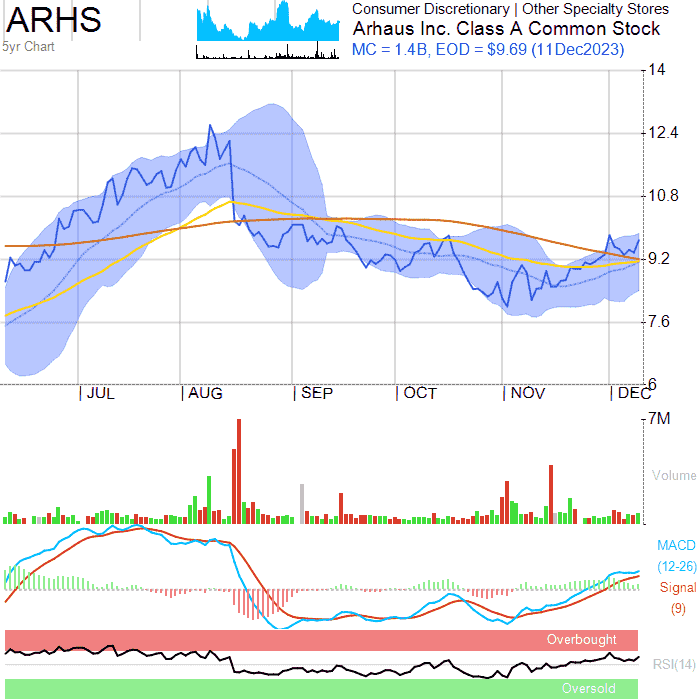 ARHS
5yr Chart
Consumer Discretionary | Other Specialty Stores
Arhaus Inc. Class A Common Stock
MC = 1.4B, EOD = $9.69 (11Dec2023)
14
12.4
10.8
9.2
7.6
6
| JUL | AUG | SEP | OCT | NOV | DEC
7M
Volume
MACD
(12-26)
Signal
(9)
Overbought
RSI(14)
Oversold